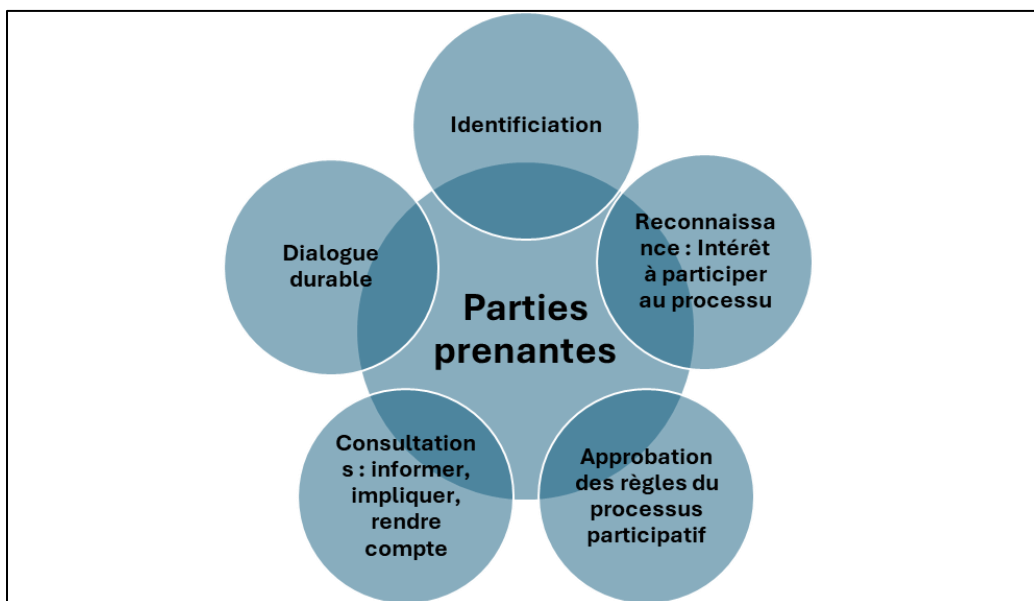 Identificiation
Reconnaissa
nce : Intérêt
à participer
au processu
Dialogue
durable
Parties
prenantes
Consultation
s : informer,
impliquer,
rendre
compte
Approbation
des règles du
processus
participatif